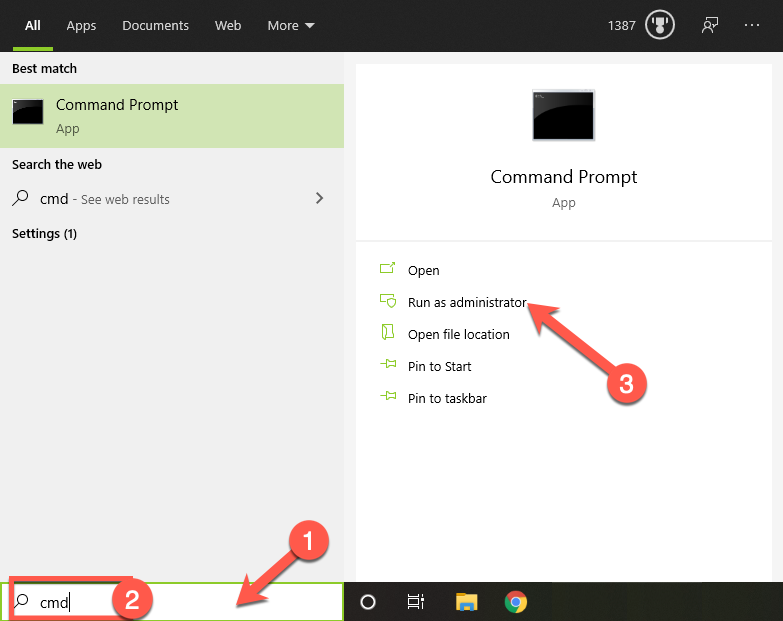 All Apps Documents Web More 1387 ...
Best match
Command Prompt
App
Search the web
cmd - See web results
Settings (1)
Command Prompt
App
Open
Run as administrator
Open file location
Pin to Start
Pin to taskbar
3
1
cmd
2